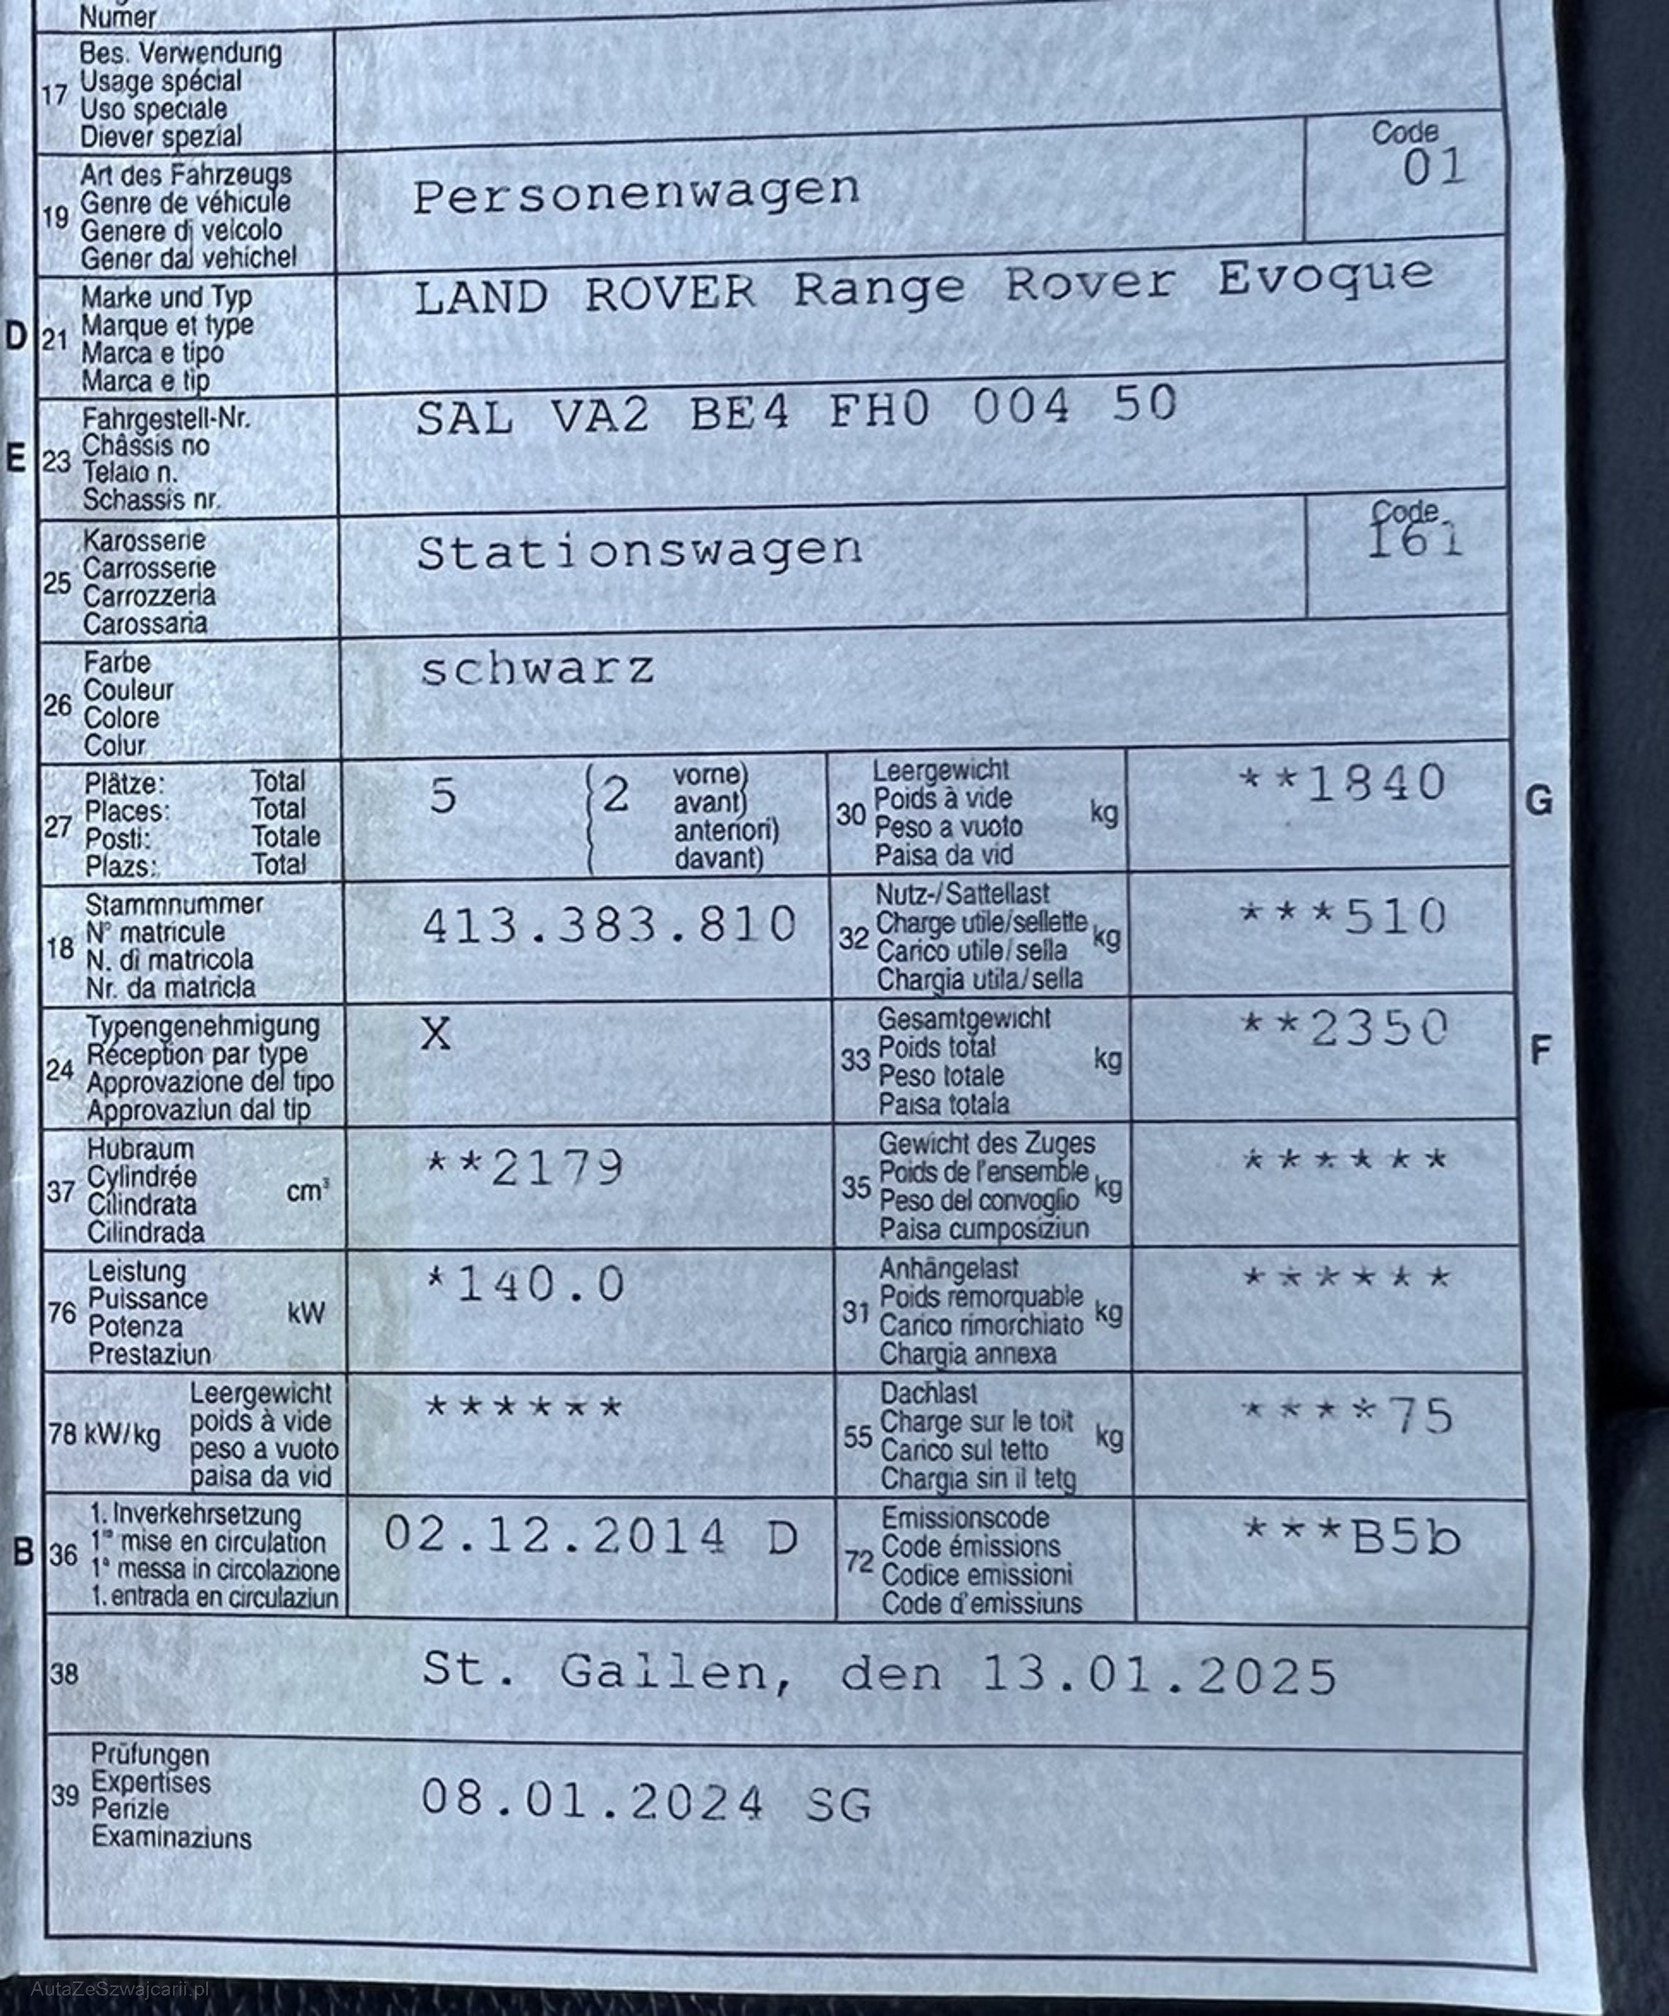 Numer
17 Bes. Verwendung
Usage spécial
Uso speciale
Diever spezial
19 Art des Fahrzeugs
Genre de véhicule
Genere di veicolo
Gener dal vehichel
Personenwagen
Code
01
D 21 Marke und Typ
Marque et type
Marca e tipo
Marca e tip
LAND ROVER Range Rover Evoque
E 23 Fahrgestell-Nr.
Châssis no
Telaio n.
Schassis nr.
SAL VA2 BE4 FH0 004 50
25 Karosserie
Carrosserie
Carrozzeria
Carossaria
Stationswagen
Code
161
26 Farbe
Couleur
Colore
Colur
schwarz
27 Plätze: Total
Places: Total
Posti: Totale
Plazs: Total
5 (2 vorne)
avant)
anteriori)
davant)
30 Leergewicht
Poids à vide
Peso a vuoto
Paisa da vid
kg
**1840
G
18 Stammnummer
N° matricule
N. di matricola
Nr. da matricla
413.383.810
32 Nutz-/Sattellast
Charge utile/sellette
Carico utile/sella
Chargia utila/sella
kg
***510
24 Typengenehmigung
Réception par type
Approvazione del tipo
Approvaziun dal tip
X
33 Gesamtgewicht
Poids total
Peso totale
Paisa totala
kg
**2350
F
37 Hubraum
Cylindrée
Cilindrata
Cilindrada
cm³
**2179
35 Gewicht des Zuges
Poids de l'ensemble
Peso del convoglio
Paisa cumposiziun
kg
******
76 Leistung
Puissance
Potenza
Prestaziun
kW
*140.0
31 Anhängelast
Poids remorquable
Carico rimorchiato
Chargia annexa
kg
******
78 kW/kg Leergewicht
poids à vide
peso a vuoto
paisa da vid
******
55 Dachlast
Charge sur le toit
Carico sul tetto
Chargia sin il tetg
kg
****75
B 36 1. Inverkehrsetzung
1re mise en circulation
1a messa in circolazione
1. entrada en circulaziun
02.12.2014 D
72 Emissionscode
Code émissions
Codice emissioni
Code d'emissiuns
***B5b
38 St. Gallen, den 13.01.2025
39 Prüfungen
Expertises
Perizie
Examinaziuns
08.01.2024 SG
AutaZeSzwajcarii.pl